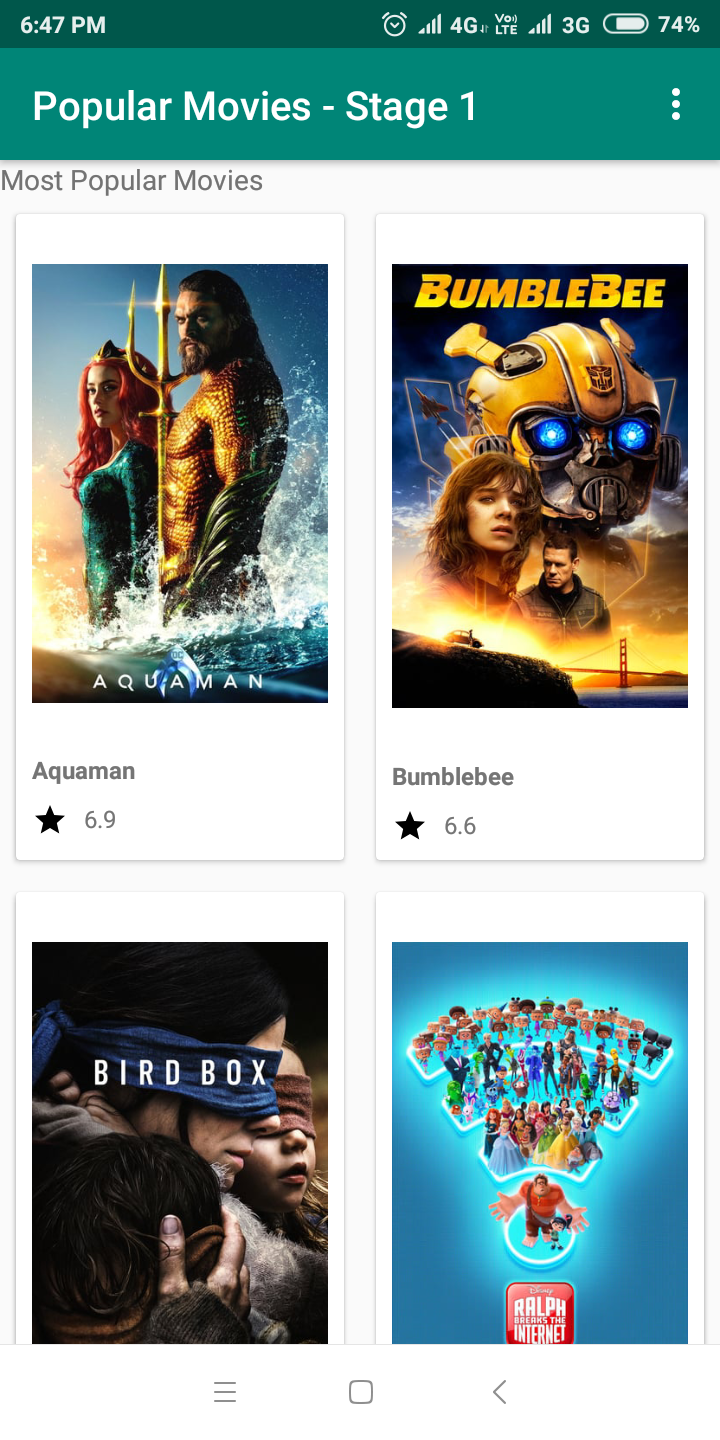 6:47 PM 4G Vo) LTE 3G 74%
Popular Movies - Stage 1
Most Popular Movies
BUMBLEBEE
AQUAMAN
Aquaman
Bumblebee
6.9
6.6
BIRD BOX
Disney
RALPH
BREAKS THE
INTERNET